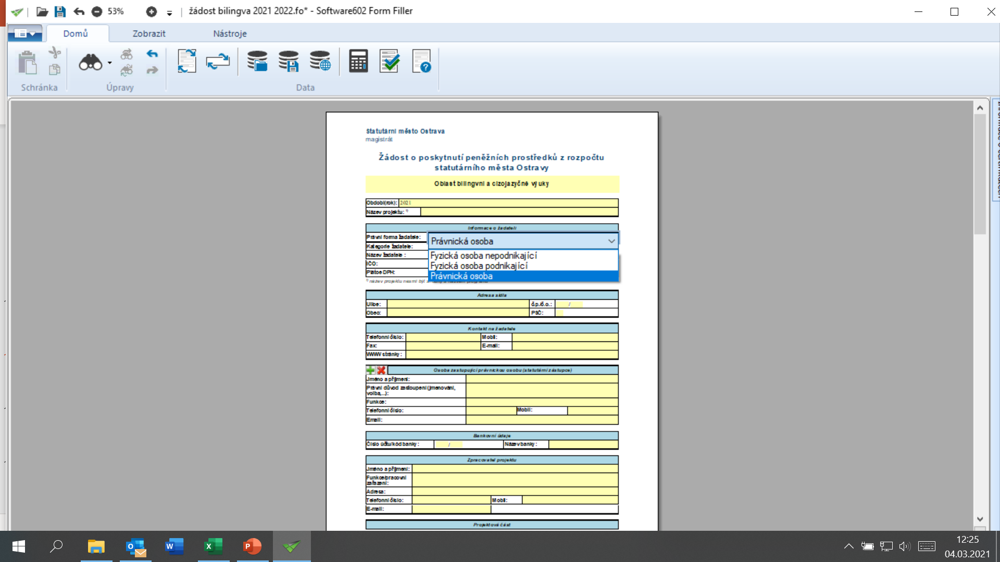 53%
žádost bilingva 2021 2022.fo* - Software602 Form Filler
Domů
Zobrazit
Nástroje
Schránka
Úpravy
Data
Statutární město Ostrava
magistrát
Žádost o poskytnutí peněžních prostředků z rozpočtu
statutárního města Ostravy
Oblast bilingvní a cizojazyčné výuky
Období(rok): 2021
Název projektu: *)
Informace o žadateli
Právní forma žadatele: Právnická osoba
Kategorie žadatele:
Fyzická osoba nepodnikající
Název žadatele :
Fyzická osoba podnikající
IČO:
Plátce DPH:
Právnická osoba
název projektu nesmí být
Adresa sídla
Ulice: č.p./č.o.: /
Obec: PSČ:
Kontakt na žadatele
Telefonní číslo: Mobil:
Fax: E-mail:
WWW stránky :
Osoba zastupující právnickou osobu (statutární zástupce)
Jméno a příjmení:
Právní důvod zastoupení (jmenování,
volba,...):
Funkce:
Telefonní číslo: Mobil:
Email:
Bankovní údaje
Číslo účtu/kód banky : / Název banky :
Zpracovatel projektu
Jméno a příjmení:
Funkce/pracovní
zařazení:
Adresa:
Telefonní číslo: Mobil:
E-mail:
Projektová část
12:25
04.03.2021